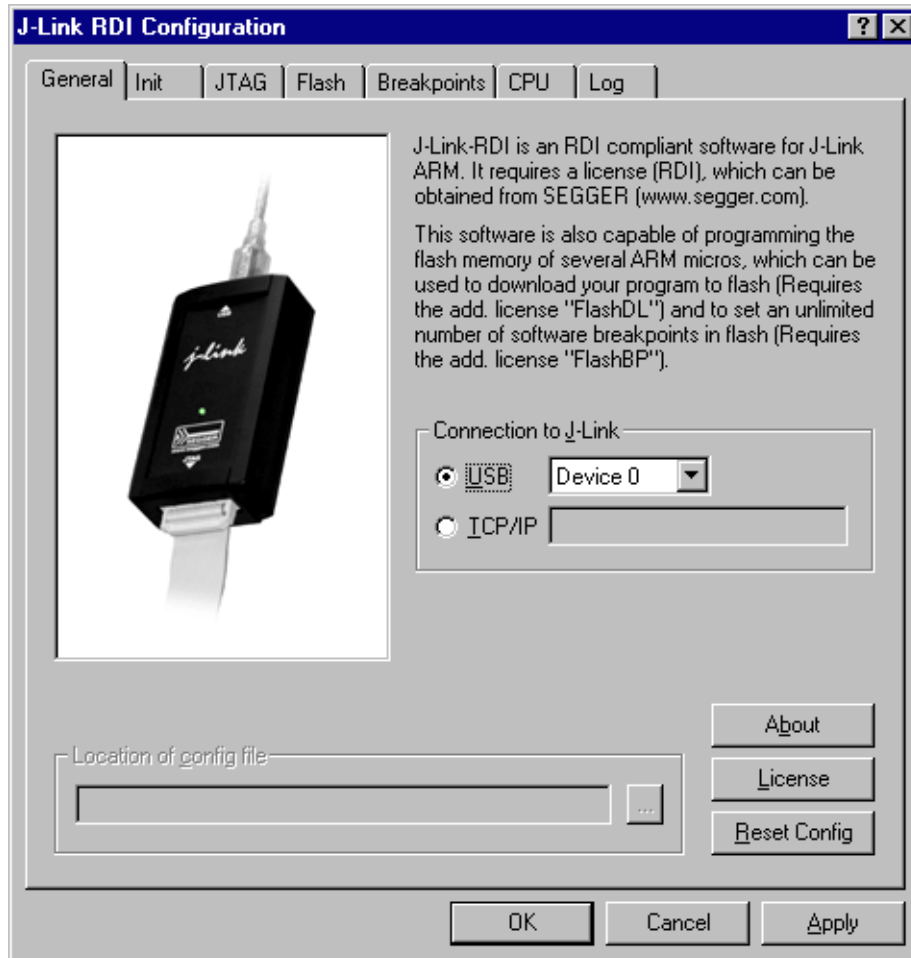 J-Link RDI Configuration
General Init JTAG Flash Breakpoints CPU Log
J-Link-RDI is an RDI compliant software for J-Link
ARM. It requires a license (RDI), which can be
obtained from SEGGER (www.segger.com).
This software is also capable of programming the
flash memory of several ARM micros, which can be
used to download your program to flash (Requires
the add. license "FlashDL") and to set an unlimited
number of software breakpoints in flash (Requires
the add. license "FlashBP").
j-link
SEGGER
Connection to J-Link
USB Device 0
TCP/IP
About
Location of config file
License
...
Reset Config
OK Cancel Apply